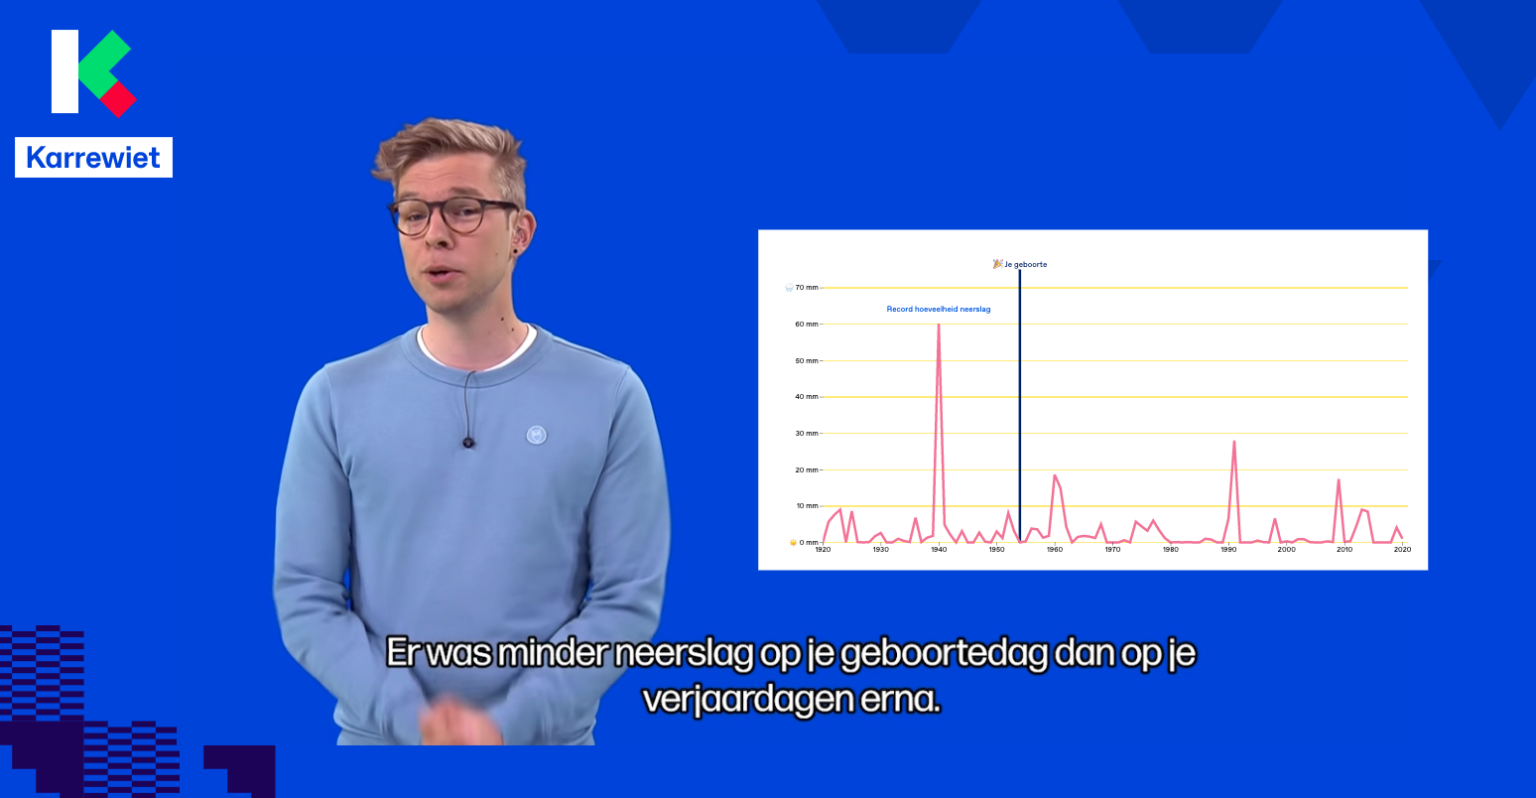 Karrewiet
Je geboorte
70 mm
Record hoeveelheid neerslag
60 mm
50 mm
40 mm
30 mm
20 mm
10 mm
0 mm
1920 1930 1940 1950 1960 1970 1980 1990 2000 2010 2020
Er was minder neerslag op je geboortedag dan op je
verjaardagen erna.